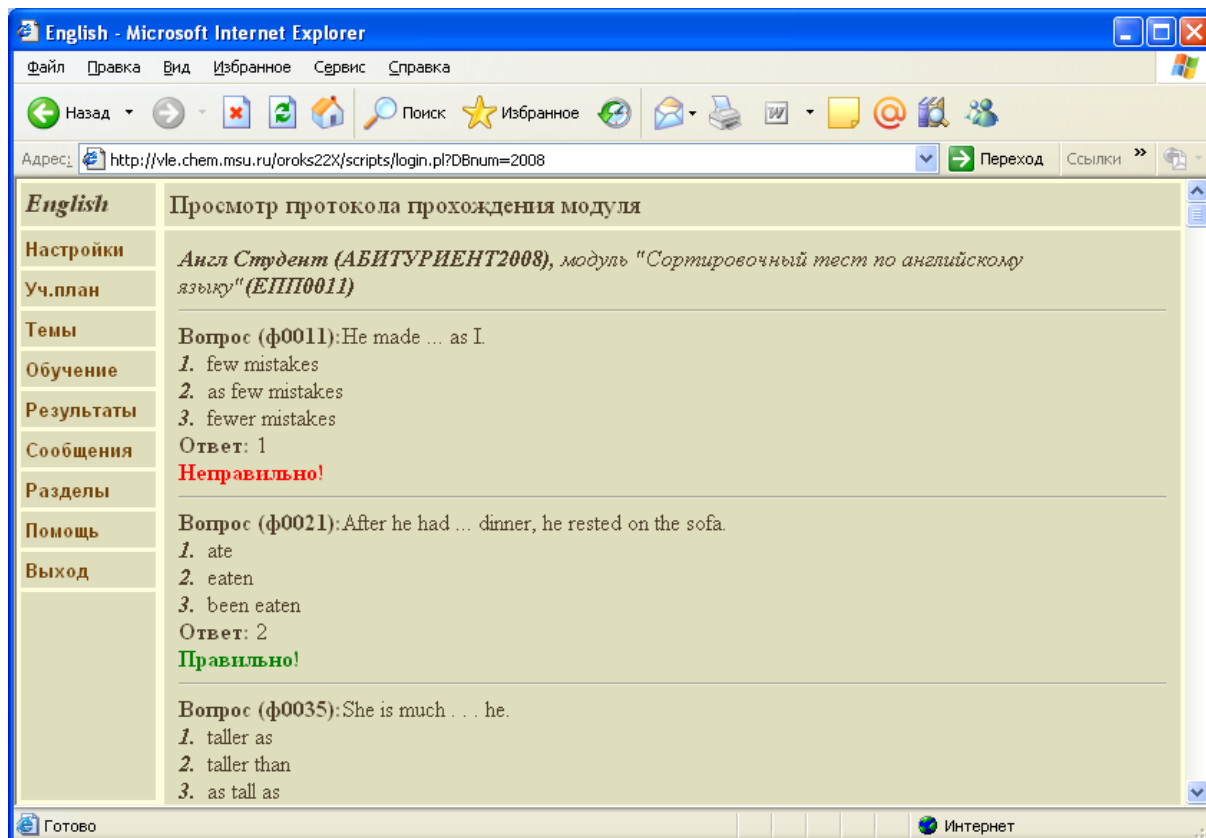 English - Microsoft Internet Explorer
Файл Правка Вид Избранное Сервис Справка
Назад Поиск Избранное
Адрес: http://vle.chem.msu.ru/oroks22X/scripts/login.pl?DBnum=2008 Переход Ссылки »
English
Просмотр протокола прохождения модуля
Настройки
Уч.план
Темы
Обучение
Результаты
Сообщения
Разделы
Помощь
Выход
Англ Студент (АБИТУРИЕНТ2008), модуль "Сортировочный тест по английскому
языку"(ЕПП0011)
Вопрос (ф0011):He made ... as I.
1. few mistakes
2. as few mistakes
3. fewer mistakes
Ответ: 1
Неправильно!
Вопрос (ф0021):After he had ... dinner, he rested on the sofa.
1. ate
2. eaten
3. been eaten
Ответ: 2
Правильно!
Вопрос (ф0035):She is much . . . he.
1. taller as
2. taller than
3. as tall as
Готово Интернет